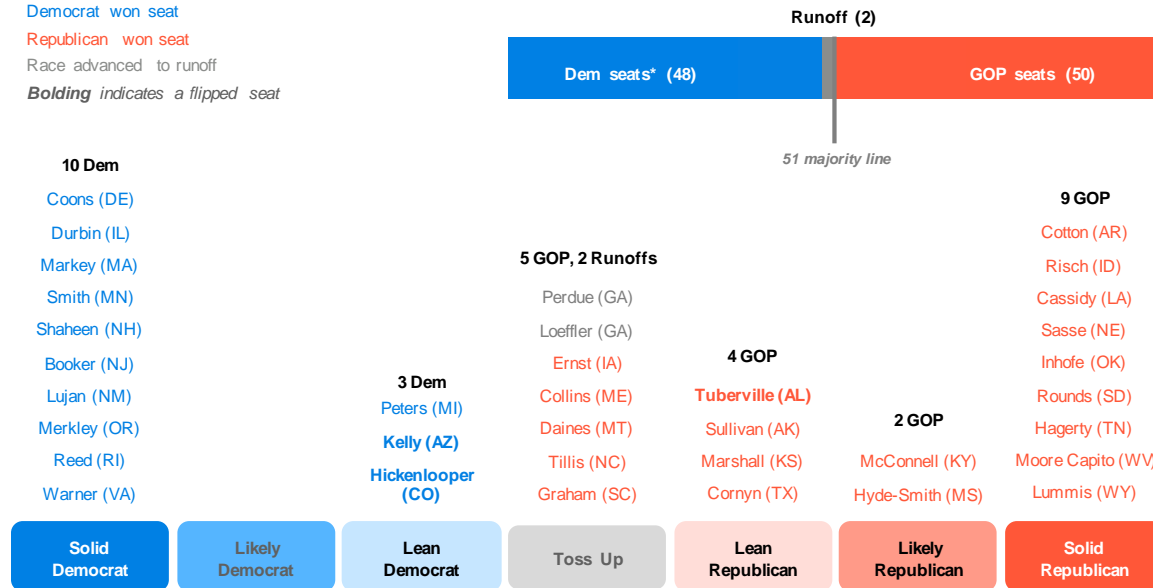 Democrat won seat
Republican won seat
Race advanced to runoff
Bolding indicates a flipped seat
Runoff (2)
Dem seats* (48)
GOP seats (50)
51 majority line
10 Dem
Coons (DE)
Durbin (IL)
Markey (MA)
Smith (MN)
Shaheen (NH)
Booker (NJ)
Lujan (NM)
Merkley (OR)
Reed (RI)
Warner (VA)
Solid
Democrat
Likely
Democrat
3 Dem
Peters (MI)
Kelly (AZ)
Hickenlooper
(CO)
Lean
Democrat
5 GOP, 2 Runoffs
Perdue (GA)
Loeffler (GA)
Ernst (IA)
Collins (ME)
Daines (MT)
Tillis (NC)
Graham (SC)
Toss Up
4 GOP
Tuberville (AL)
Sullivan (AK)
Marshall (KS)
Cornyn (TX)
Lean
Republican
2 GOP
McConnell (KY)
Hyde-Smith (MS)
Likely
Republican
9 GOP
Cotton (AR)
Risch (ID)
Cassidy (LA)
Sasse (NE)
Inhofe (OK)
Rounds (SD)
Hagerty (TN)
Moore Capito (WV)
Lummis (WY)
Solid
Republican